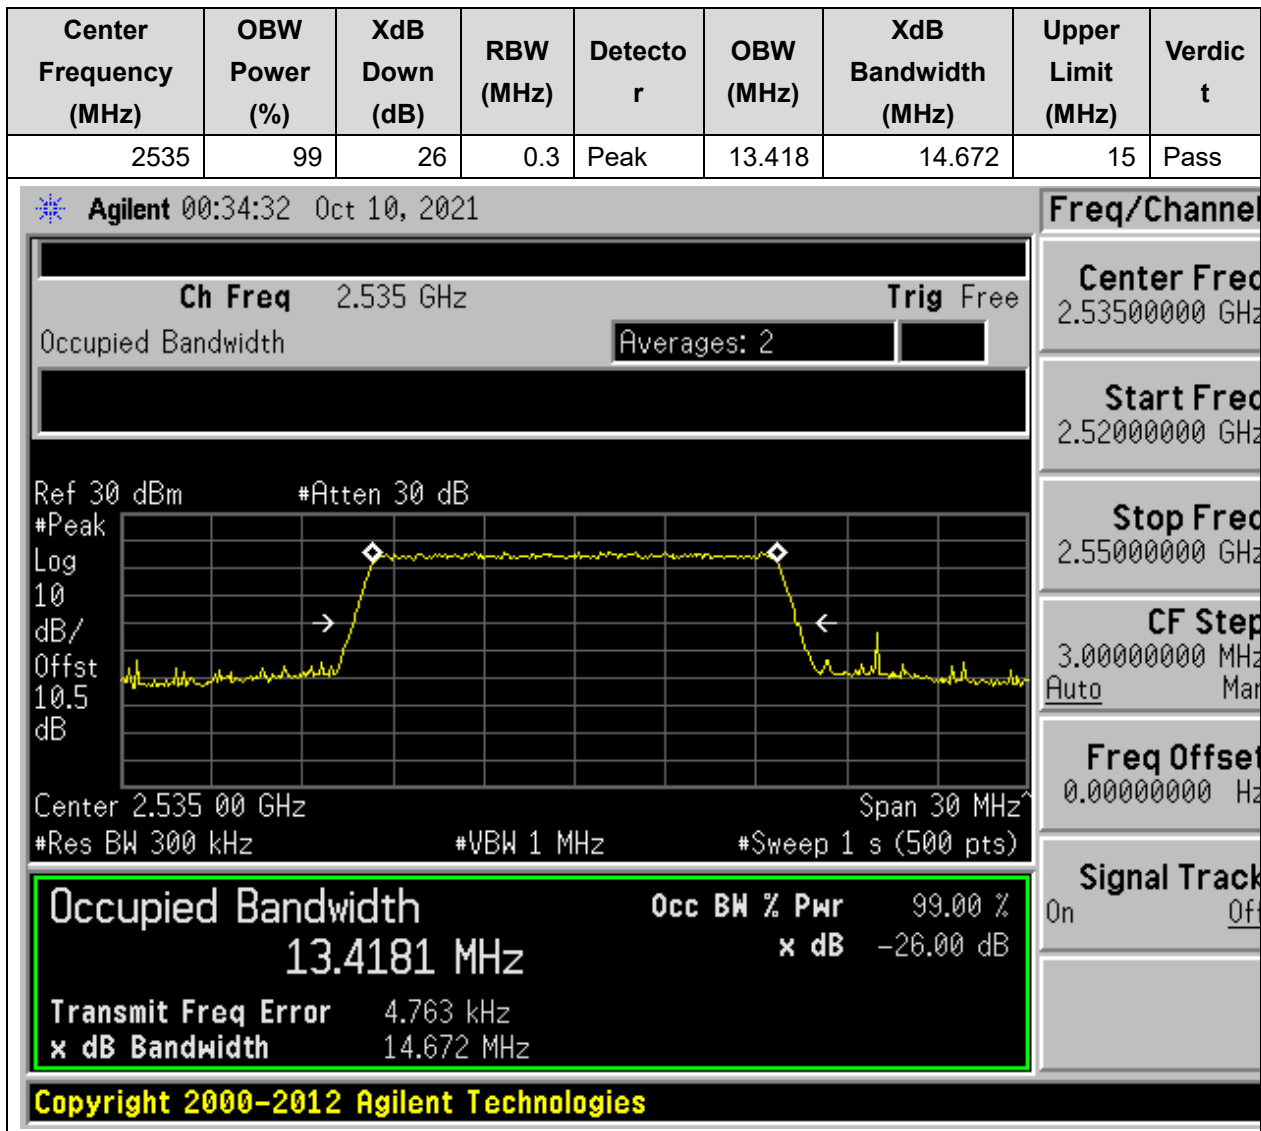 Center Frequency (MHz) OBW Power (%) XdB Down (dB) RBW (MHz) Detecto r OBW (MHz) XdB Bandwidth (MHz) Upper Limit (MHz) Verdic t
2535 99 26 0.3 Peak 13.418 14.672 15 Pass
Agilent 00:34:32 Oct 10, 2021
Ch Freq 2.535 GHz Trig Free
Occupied Bandwidth Averages: 2
Ref 30 dBm #Atten 30 dB
#Peak
Log
10
dB/
Offst
10.5
dB
Center 2.535 00 GHz Span 30 MHz^
#Res BW 300 kHz #VBW 1 MHz #Sweep 1 s (500 pts)
Occupied Bandwidth Occ BW % Pwr 99.00 %
13.4181 MHz x dB -26.00 dB
Transmit Freq Error 4.763 kHz
x dB Bandwidth 14.672 MHz
Copyright 2000-2012 Agilent Technologies
Freq/Channel
Center Freq
2.53500000 GHz
Start Freq
2.52000000 GHz
Stop Freq
2.55000000 GHz
CF Step
3.00000000 MHz
Auto Man
Freq Offset
0.00000000 Hz
Signal Track
On Off